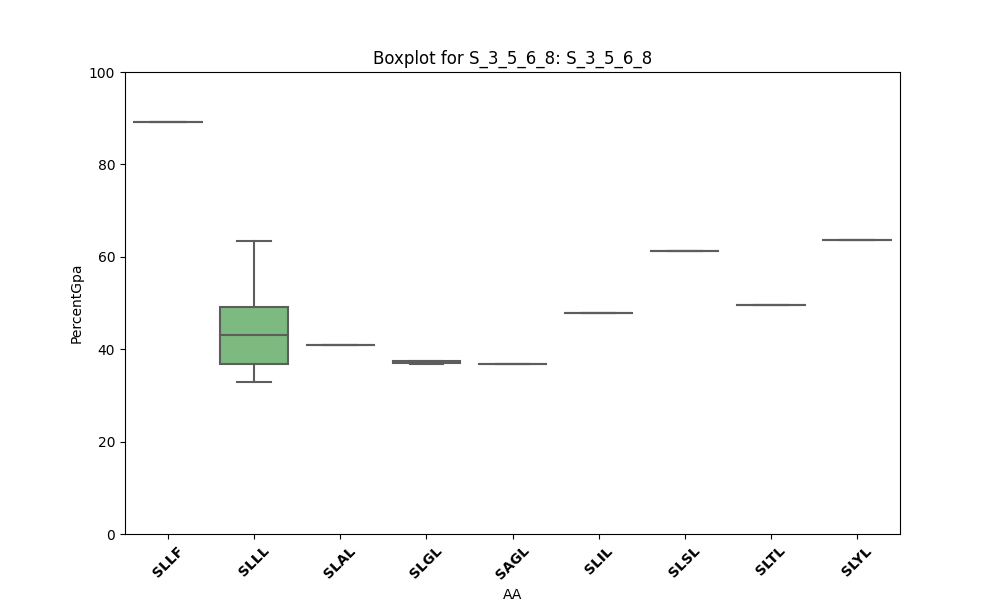 Boxplot for S_3_5_6_8: S_3_5_6_8
100
80
60
40
20
0
PercentGpa
SLLF
SLLL
SLAL
SLGL
SAGL
SLIL
SLSL
SLTL
SLYL
AA